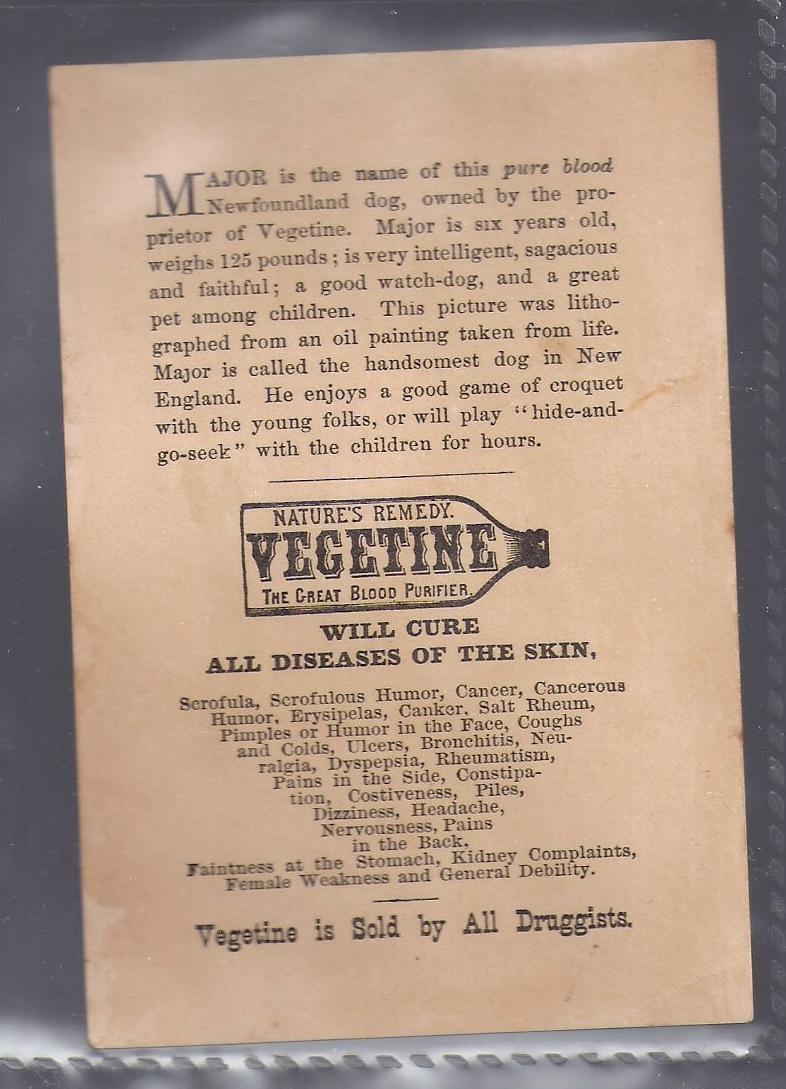 MAJOR is the name of this pure blood
Newfoundland dog, owned by the pro-
prietor of Vegetine. Major is six years old,
weighs 125 pounds; is very intelligent, sagacious
and faithful; a good watch-dog, and a great
pet among children. This picture was litho-
graphed from an oil painting taken from life.
Major is called the handsomest dog in New
England. He enjoys a good game of croquet
with the young folks, or will play "hide-and-
go-seek" with the children for hours.
NATURE'S REMEDY.
VEGETINE
THE GREAT BLOOD PURIFIER.
WILL CURE
ALL DISEASES OF THE SKIN,
Scrofula, Scrofulous Humor, Cancer, Cancerous
Humor, Erysipelas, Canker, Salt Rheum,
Pimples or Humor in the Face, Coughs
and Colds, Ulcers, Bronchitis, Neu-
ralgia, Dyspepsia, Rheumatism,
Pains in the Side, Constipa-
tion, Costiveness, Piles,
Dizziness, Headache,
Nervousness, Pains
in the Back,
Faintness at the Stomach, Kidney Complaints,
Female Weakness and General Debility.
Vegetine is Sold by All Druggists.